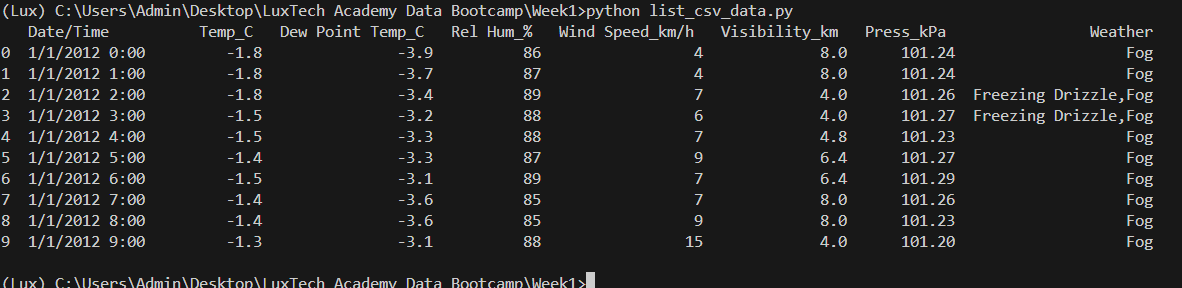 (Lux) C:\Users\Admin\Desktop\LuxTech Academy Data Bootcamp\Week1>python list_csv_data.py
Date/Time Temp_C Dew Point Temp_C Rel Hum_% Wind Speed_km/h Visibility_km Press_kPa Weather
0 1/1/2012 0:00 -1.8 -3.9 86 4 8.0 101.24 Fog
1 1/1/2012 1:00 -1.8 -3.7 87 4 8.0 101.24 Fog
2 1/1/2012 2:00 -1.8 -3.4 89 7 4.0 101.26 Freezing Drizzle,Fog
3 1/1/2012 3:00 -1.5 -3.2 88 6 4.0 101.27 Freezing Drizzle,Fog
4 1/1/2012 4:00 -1.5 -3.3 88 7 4.8 101.23 Fog
5 1/1/2012 5:00 -1.4 -3.3 87 9 6.4 101.27 Fog
6 1/1/2012 6:00 -1.5 -3.1 89 7 6.4 101.29 Fog
7 1/1/2012 7:00 -1.4 -3.6 85 7 8.0 101.26 Fog
8 1/1/2012 8:00 -1.4 -3.6 85 9 8.0 101.23 Fog
9 1/1/2012 9:00 -1.3 -3.1 88 15 4.0 101.20 Fog
(Lux) C:\Users\Admin\Desktop\LuxTech Academy Data Bootcamp\Week1>